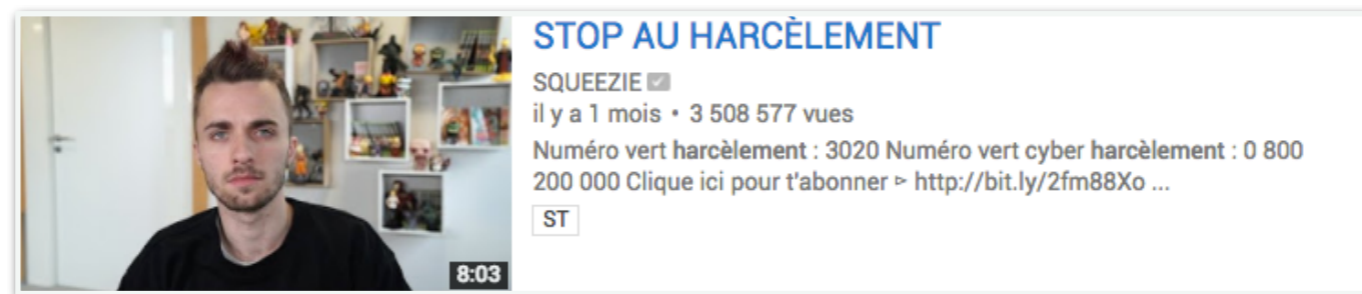 STOP AU HARCÈLEMENT
SQUEEZIE
il y a 1 mois • 3 508 577 vues
Numéro vert harcèlement : 3020 Numéro vert cyber harcèlement : 0 800
200 000 Clique ici pour t'abonner ▻ http://bit.ly/2fm88Xo ...
ST
8:03